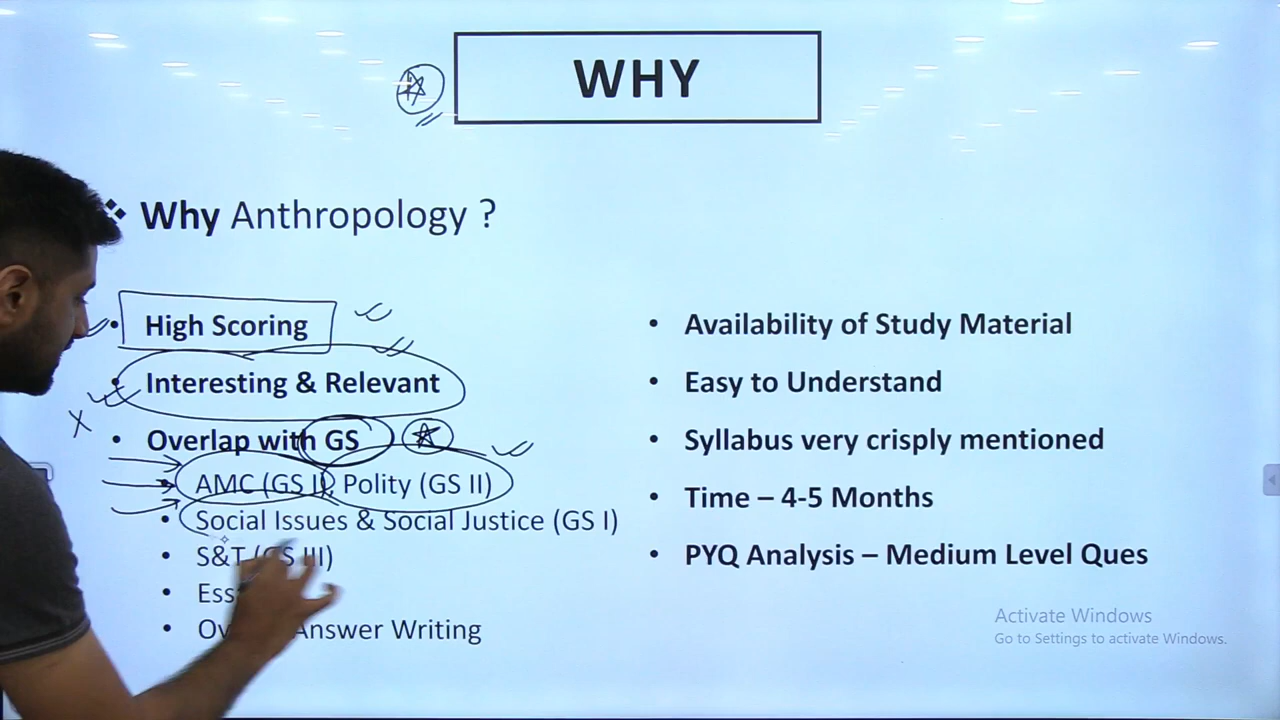 WHY
Why Anthropology ?
High Scoring
Interesting & Relevant
Overlap with GS
AMC (GS I), Polity (GS II)
Social Issues & Social Justice (GS I)
S&T (GS III)
Answer Writing
Availability of Study Material
Easy to Understand
Syllabus very crisply mentioned
Time – 4-5 Months
PYQ Analysis – Medium Level Ques
Activate Windows
Go to Settings to activate Windows.